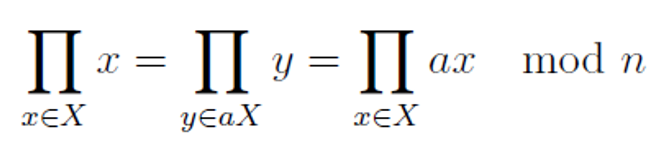 ∏ x = ∏ y = ∏ ax mod n
x∈X y∈aX x∈X